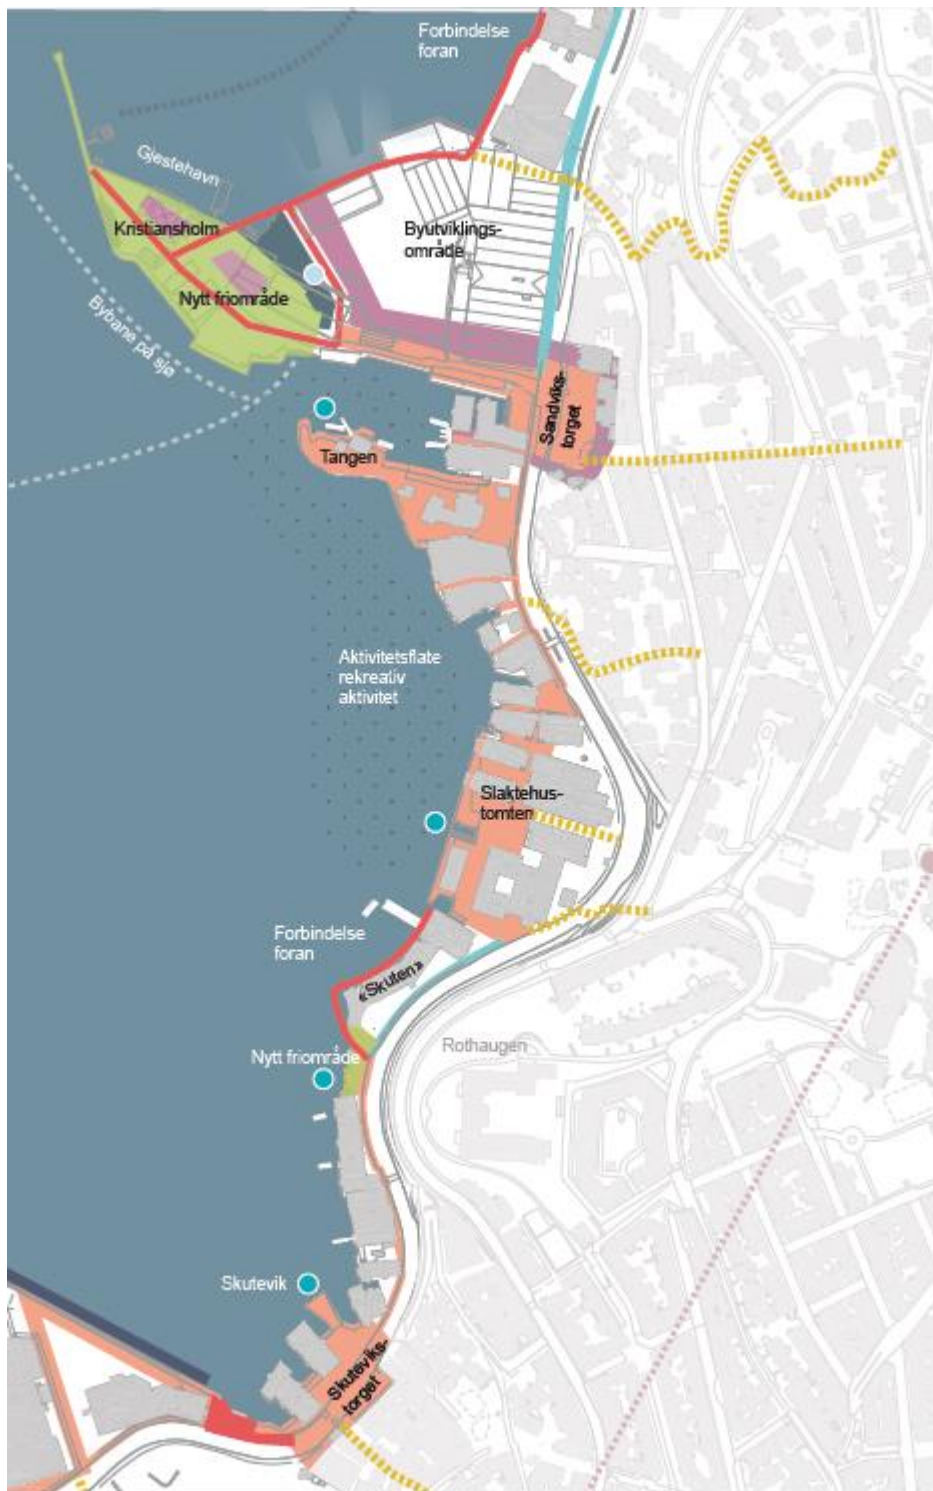 Forbindelse
foran
Gjestehavn
Kristiansholm
Byutviklings-
område
Nytt friområde
Bybane på sjø
Sandviks-
torget
Tangen
Aktivitetsflate
rekreativ
aktivitet
Slaktehus-
tomten
Forbindelse
foran
«Skuten»
Rothaugen
Nytt friområde
Skutevik
Skuteviks-
torget